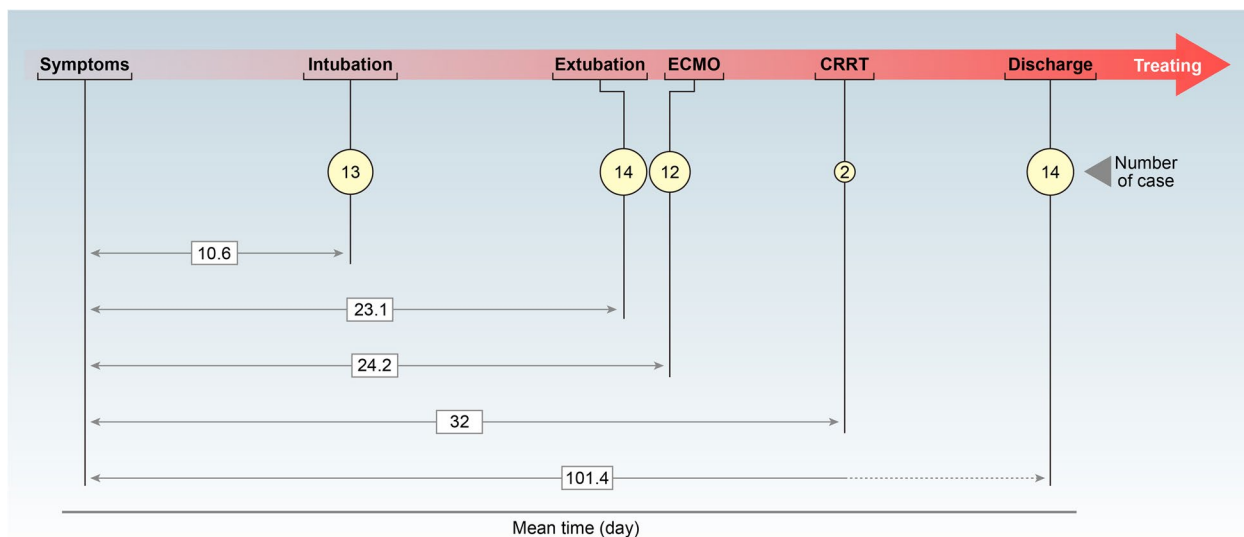 Symptoms Intubation Extubation ECMO CRRT Discharge Treating
13 14 12 2 14 Number
of case
10.6
23.1
24.2
32
101.4
Mean time (day)